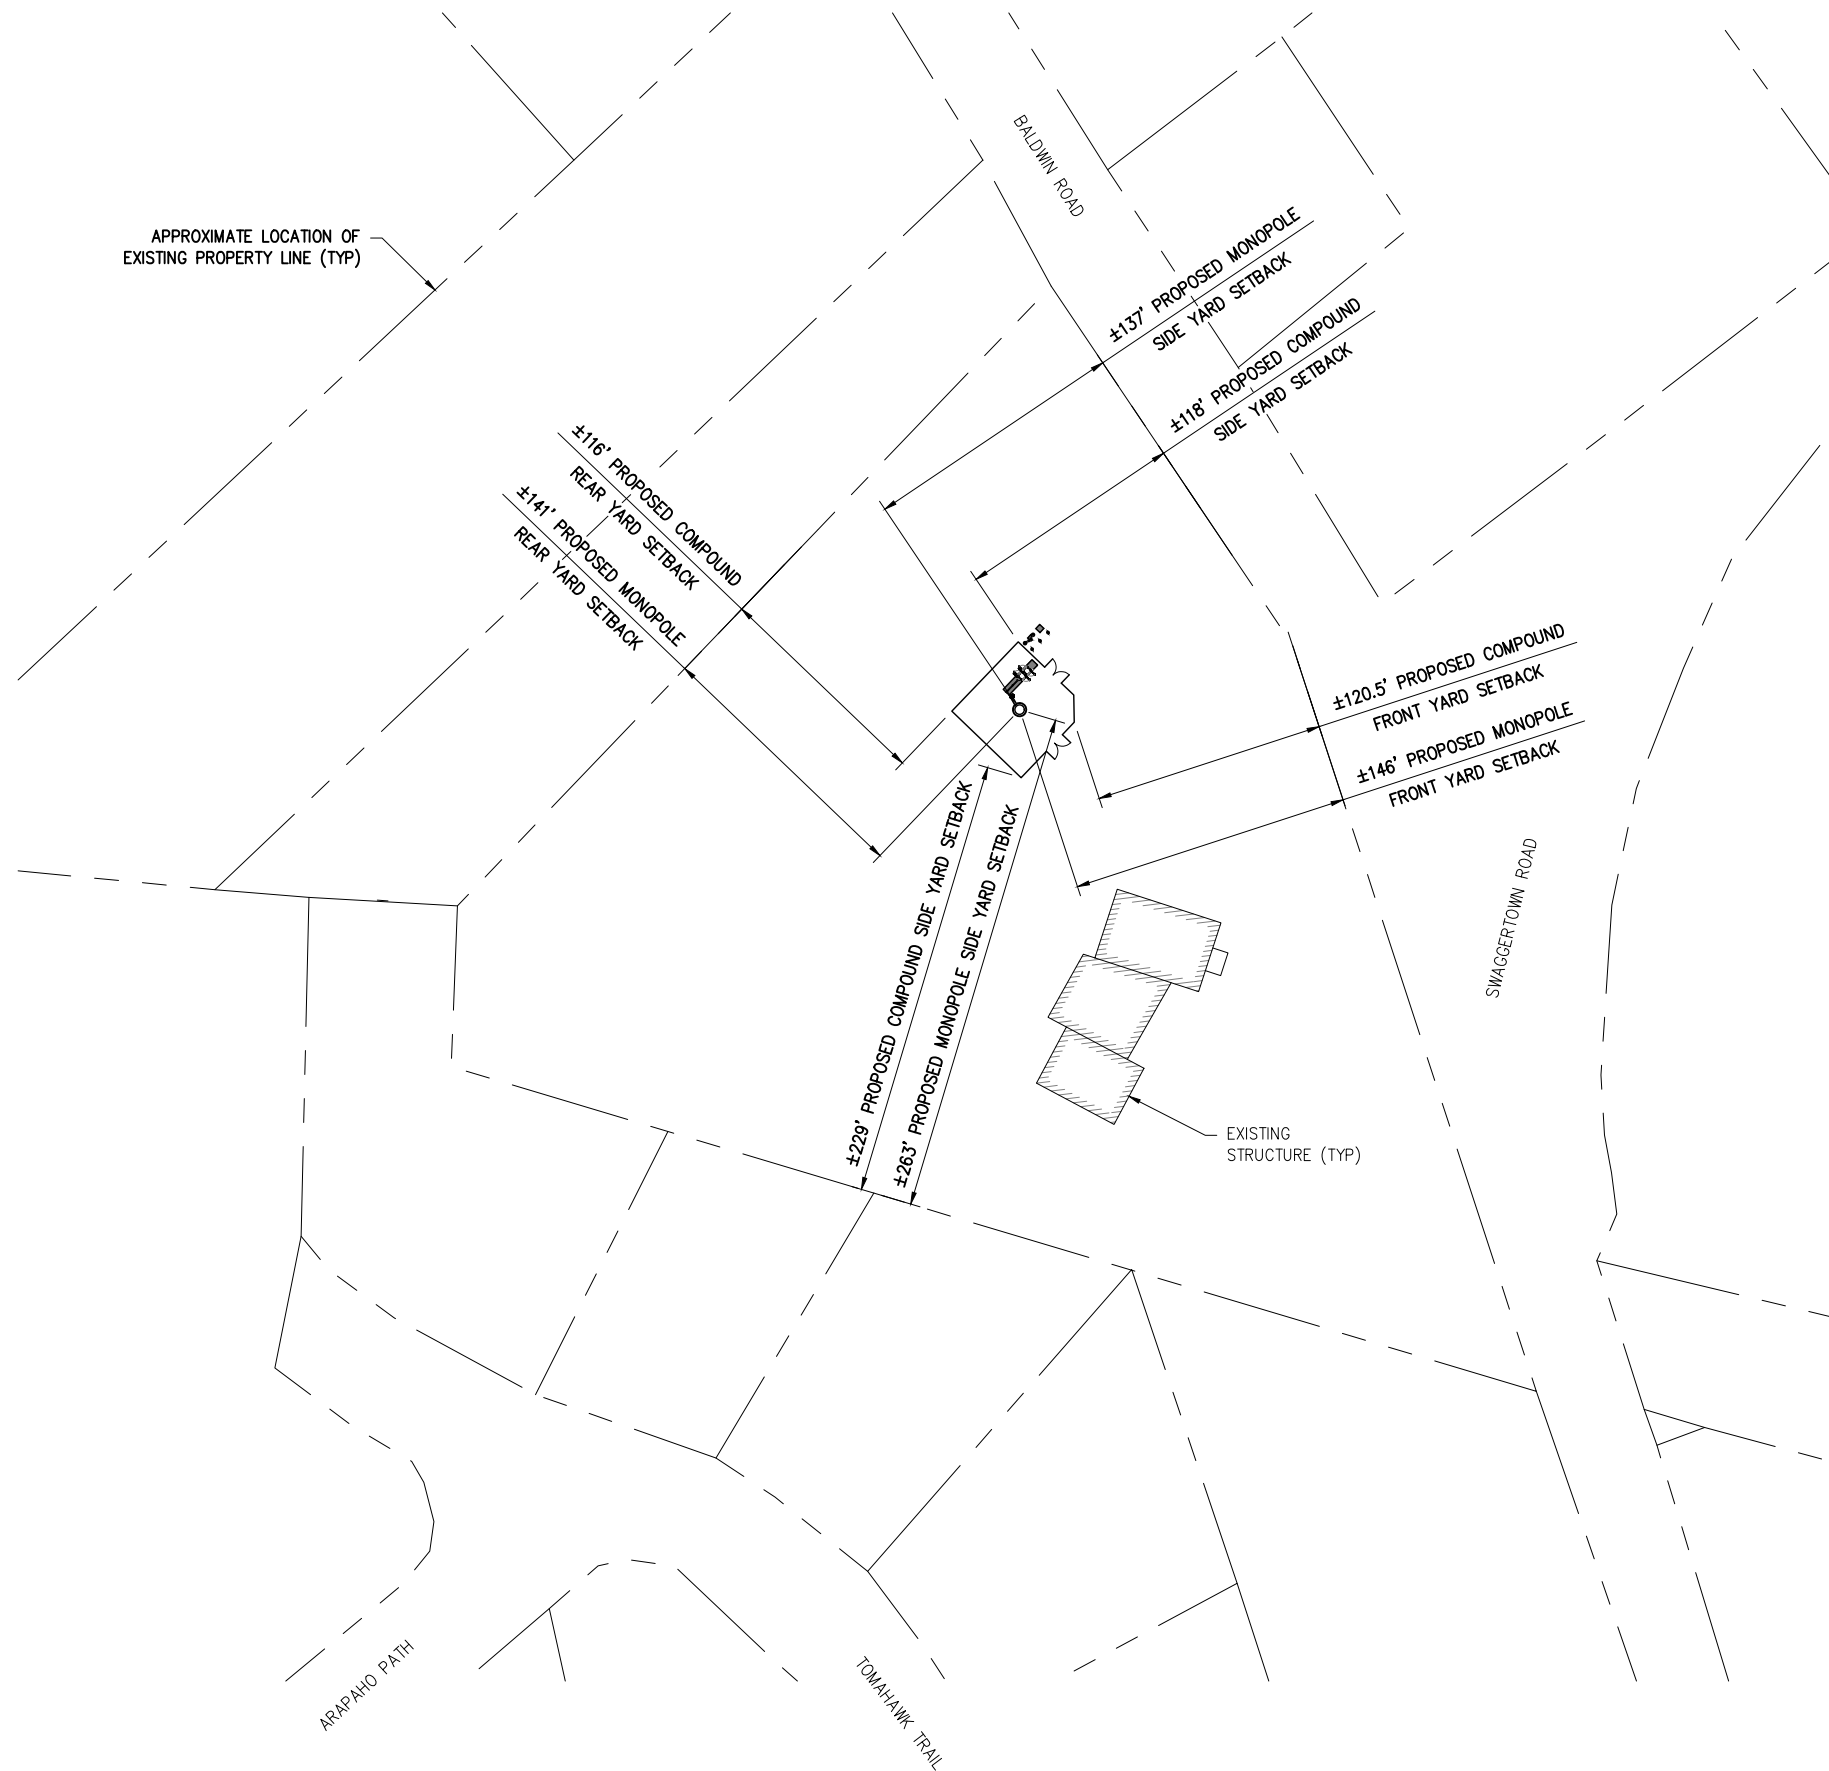 BALDWIN ROAD
APPROXIMATE LOCATION OF
EXISTING PROPERTY LINE (TYP)
±137' PROPOSED MONOPOLE
SIDE YARD SETBACK
±118' PROPOSED COMPOUND
SIDE YARD SETBACK
±116' PROPOSED COMPOUND
REAR YARD SETBACK
±141' PROPOSED MONOPOLE
REAR YARD SETBACK
±120.5' PROPOSED COMPOUND
FRONT YARD SETBACK
±146' PROPOSED MONOPOLE
FRONT YARD SETBACK
±229' PROPOSED COMPOUND SIDE YARD SETBACK
±263' PROPOSED MONOPOLE SIDE YARD SETBACK
SWAGGERTOWN ROAD
EXISTING
STRUCTURE (TYP)
ARAPAHO PATH
TOMAHAWK TRAIL